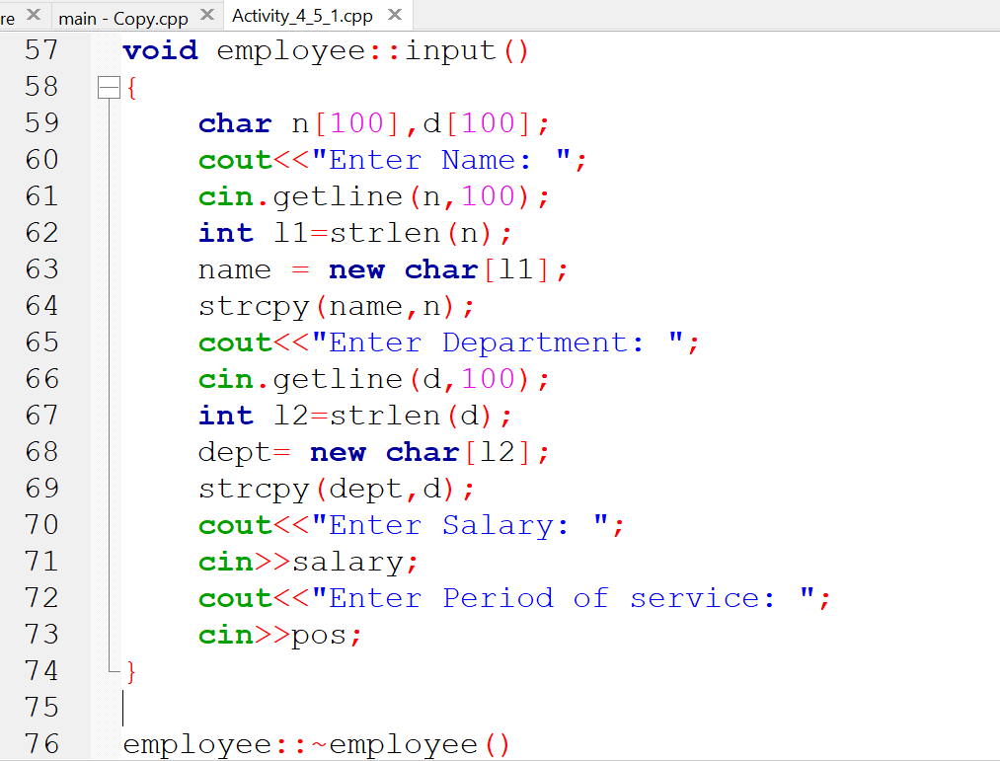 re main - Copy.cpp Activity_4_5_1.cpp
57 void employee::input()
58 {
59 char n[100],d[100];
60 cout<<"Enter Name: ";
61 cin.getline(n,100);
62 int l1=strlen(n);
63 name = new char[l1];
64 strcpy(name,n);
65 cout<<"Enter Department: ";
66 cin.getline(d,100);
67 int l2=strlen(d);
68 dept= new char[l2];
69 strcpy(dept,d);
70 cout<<"Enter Salary: ";
71 cin>>salary;
72 cout<<"Enter Period of service: ";
73 cin>>pos;
74 }
75
76 employee::~employee()